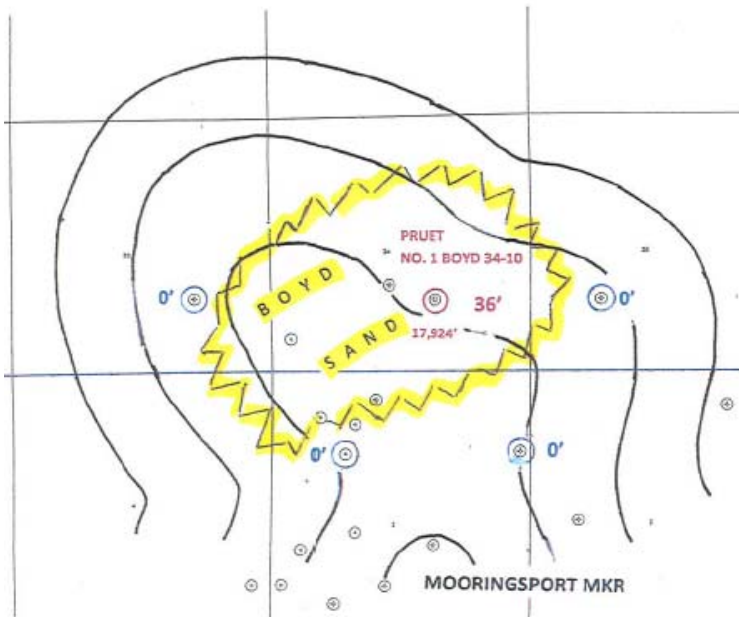 PRUET
NO. 1 BOYD 34-10
0'
BOYD
36'
0'
SAND
17,924'
0'
0'
MOORINGSPORT MKR